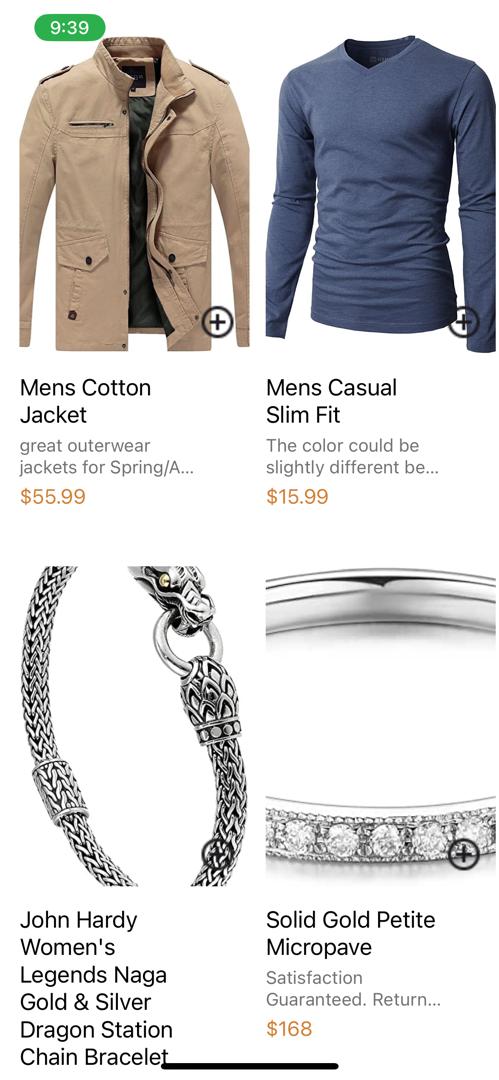 9:39
Mens Cotton
Jacket
great outerwear
jackets for Spring/A...
$55.99
Mens Casual
Slim Fit
The color could be
slightly different be...
$15.99
John Hardy
Women's
Legends Naga
Gold & Silver
Dragon Station
Chain Bracelet
Solid Gold Petite
Micropave
Satisfaction
Guaranteed. Return...
$168